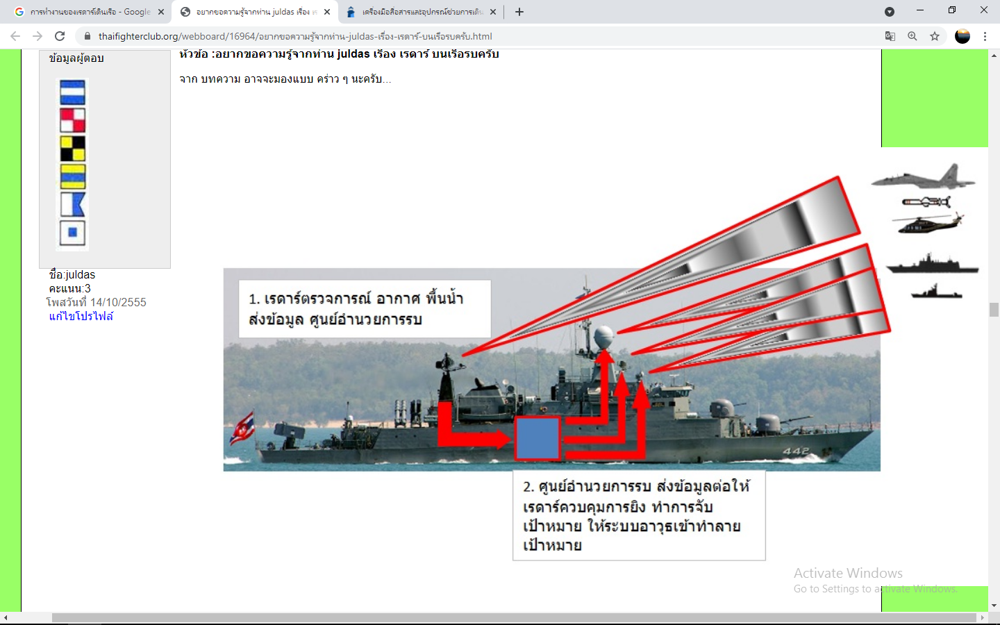 การทำงานของเรดาร์เดินเรือ - Google
อยากขอความรู้จากท่าน juldas เรื่อง เร
เครื่องมือสื่อสารและอุปกรณ์ช่วยการเดิน
thaifighterclub.org/webboard/16964/อยากขอความรู้จากท่าน-juldas-เรื่อง-เรดาร์-บนเรือรบครับ.html
ข้อมูลผู้ตอบ
หัวข้อ :อยากขอความรู้จากท่าน juldas เรื่อง เรดาร์ บนเรือรบครับ
จาก บทความ อาจจะมองแบบ คร่าว ๆ นะครับ...
ชื่อ:juldas
คะแนน:3
โพสวันที่ 14/10/2555
แก้ไขโปรไฟล์
1. เรดาร์ตรวจการณ์ อากาศ พื้นน้ำ
ส่งข้อมูล ศูนย์อำนวยการรบ
442
2. ศูนย์อำนวยการรบ ส่งข้อมูลต่อให้
เรดาร์ควบคุมการยิง ทำการจับ
เป้าหมาย ให้ระบบอาวุธเข้าทำลาย
เป้าหมาย
Activate Windows
Go to Settings to activate Windows.